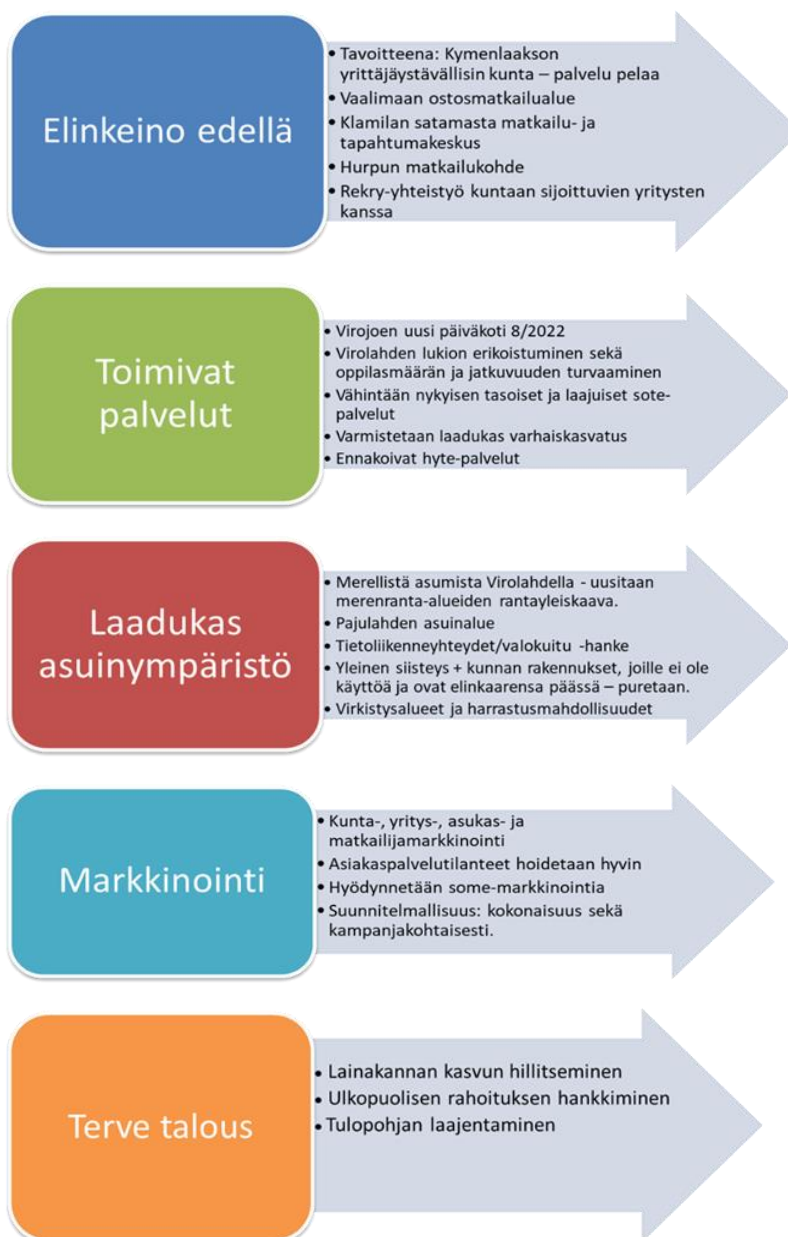 Elinkeino edellä
• Tavoitteena: Kymenlaakson
yrittäjäystävällisin kunta – palvelu pelaa
• Vaalimaan ostosmatkailualue
• Klamilan satamasta matkailu- ja
tapahtumakeskus
• Hurpun matkailukohde
• Rekry-yhteistyö kuntaan sijoittuvien yritysten
kanssa
Toimivat
palvelut
• Virojoen uusi päiväkoti 8/2022
• Virolahden lukion erikoistuminen sekä
oppilasmäärän ja jatkuvuuden turvaaminen
• Vähintään nykyisen tasoiset ja laajuiset sote-
palvelut
• Varmistetaan laadukas varhaiskasvatus
• Ennakoivat hyte-palvelut
Laadukas
asuinympäristö
• Merellistä asumista Virolahdella - uusitaan
merenranta-alueiden rantayleiskaava.
• Pajulahden asuinalue
• Tietoliikenneyhteydet/valokuitu -hanke
• Yleinen siisteys + kunnan rakennukset, joille ei ole
käyttöä ja ovat elinkaarensa päässä – puretaan.
• Virkistysalueet ja harrastusmahdollisuudet
Markkinointi
• Kunta-, yritys-, asukas- ja
matkailijamarkkinointi
• Asiakaspalvelutilanteet hoidetaan hyvin
• Hyödynnetään some-markkinointia
• Suunnitelmallisuus: kokonaisuus sekä
kampanjakohtaisesti.
Terve talous
• Lainakannan kasvun hillitseminen
• Ulkopuolisen rahoituksen hankkiminen
• Tulopohjan laajentaminen